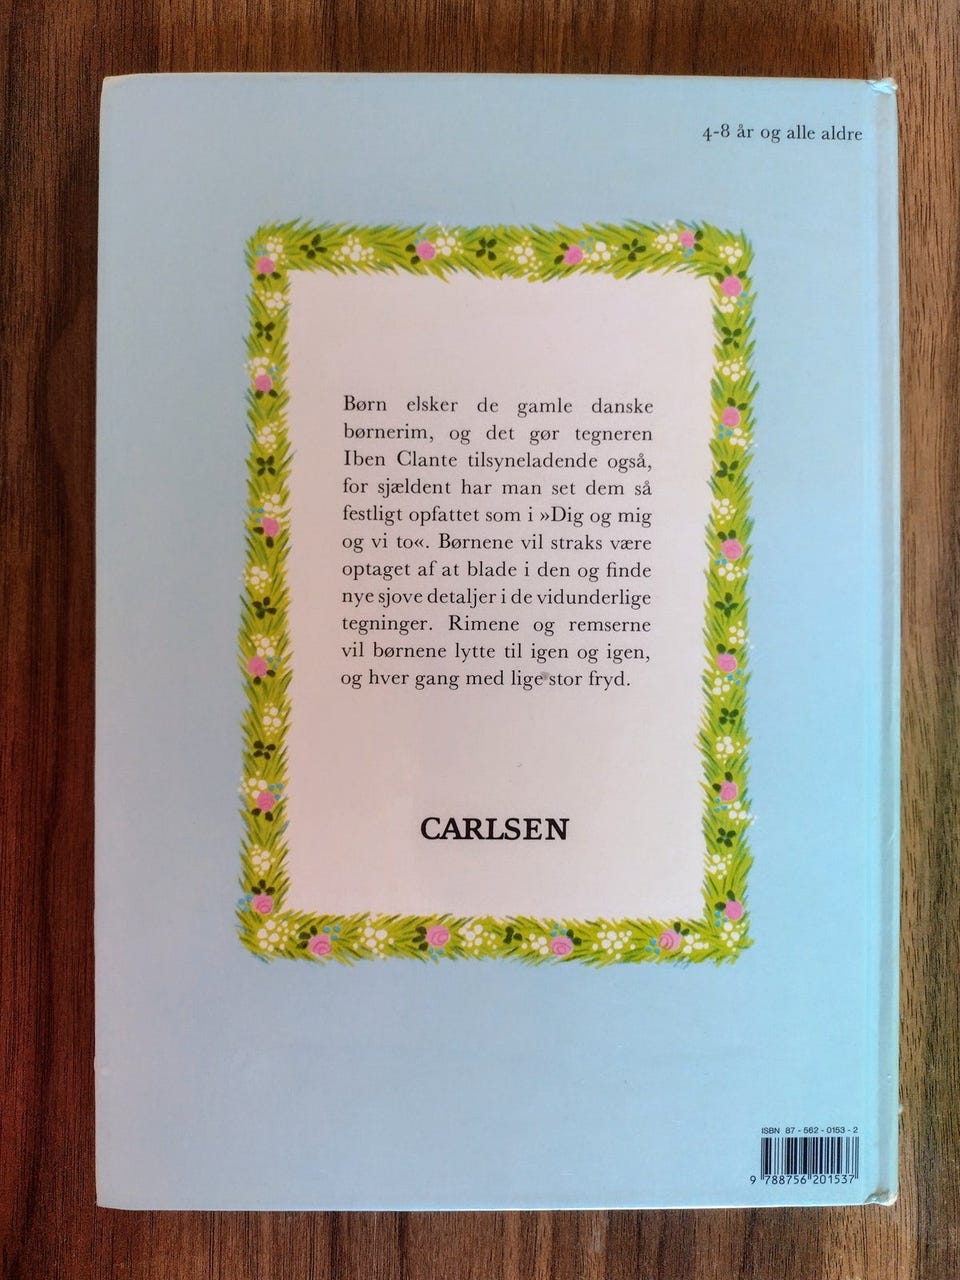 4-8 år og alle aldre
Børn elsker de gamle danske
børnerim, og det gør tegneren
Iben Clante tilsyneladende også,
for sjældent har man set dem så
festligt opfattet som i »Dig og mig
og vi to«. Børnene vil straks være
optaget af at blade i den og finde
nye sjove detaljer i de vidunderlige
tegninger. Rimene og remserne
vil børnene lytte til igen og igen,
og hver gang med lige stor fryd.
CARLSEN
ISBN 87 - 562 - 0153 - 2
9 788756 201537